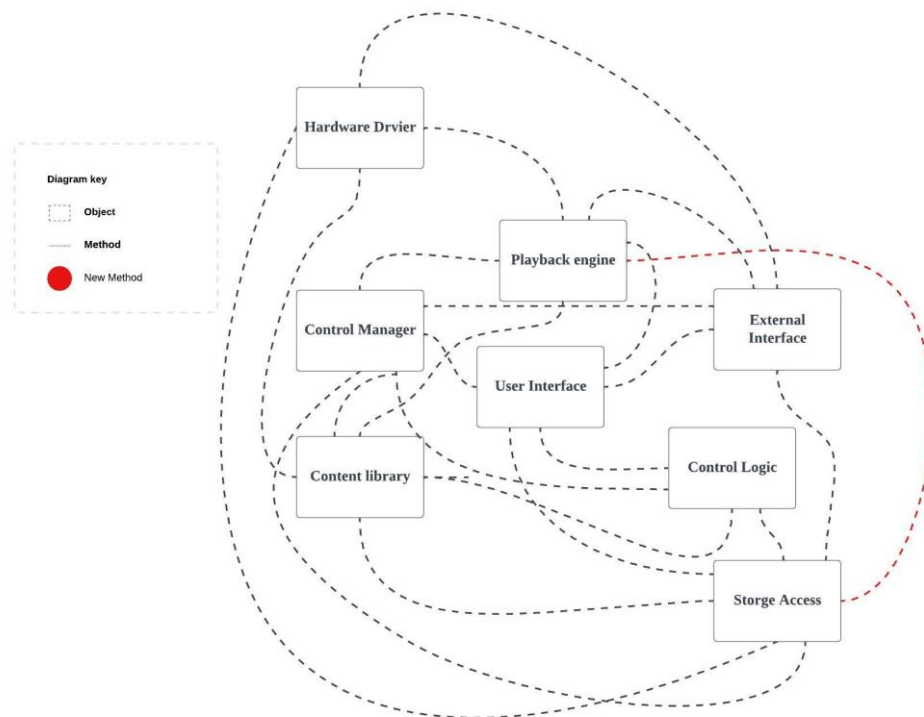 Hardware Drvier
Diagram key
Object
Method
New Method
Playback engine
Control Manager
External
Interface
User Interface
Control Logic
Content library
Storge Access